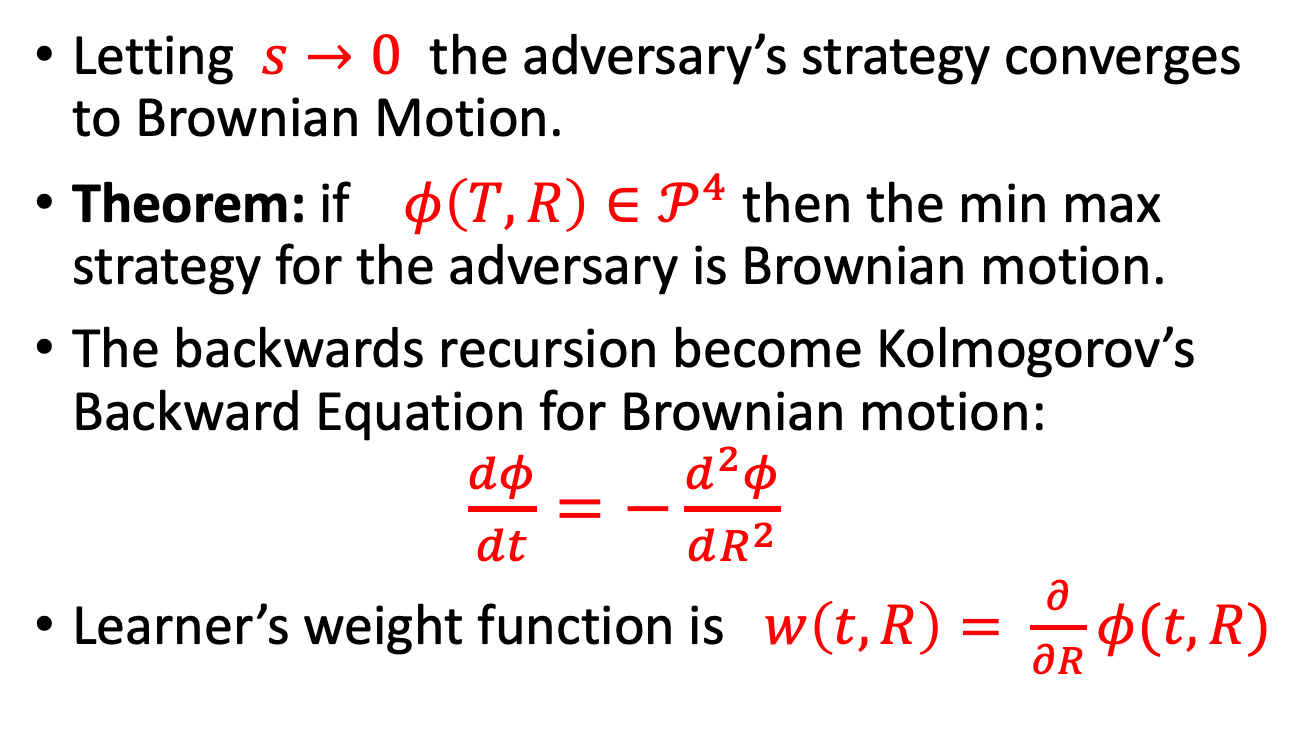 • Letting s → 0 the adversary’s strategy converges
to Brownian Motion.
• Theorem: if ϕ(T, R) ∈ 𝒫⁴ then the min max
strategy for the adversary is Brownian motion.
• The backwards recursion become Kolmogorov’s
Backward Equation for Brownian motion:
dϕ/dt = − d²ϕ/dR²
• Learner’s weight function is w(t, R) = ∂/∂R ϕ(t, R)